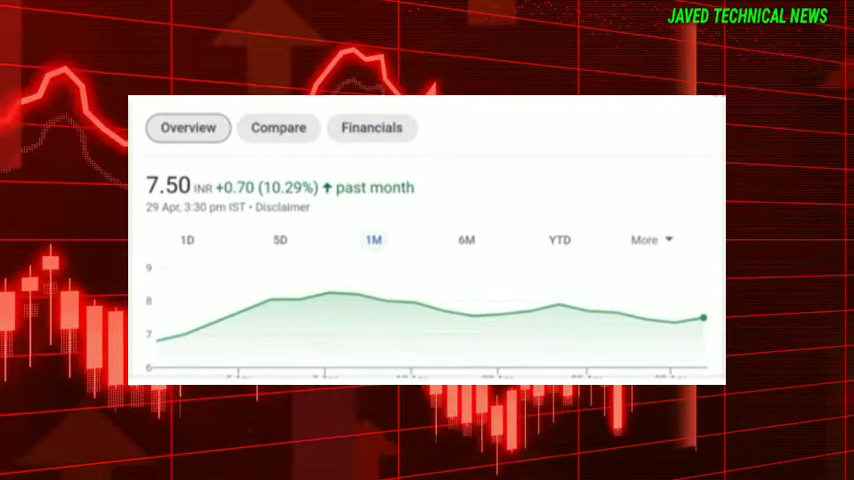 JAVED TECHNICAL NEWS
Overview Compare Financials
7.50 INR +0.70 (10.29%) ↑ past month
29 Apr, 3:30 pm IST • Disclaimer
1D 5D 1M 6M YTD More
9
8
7
6